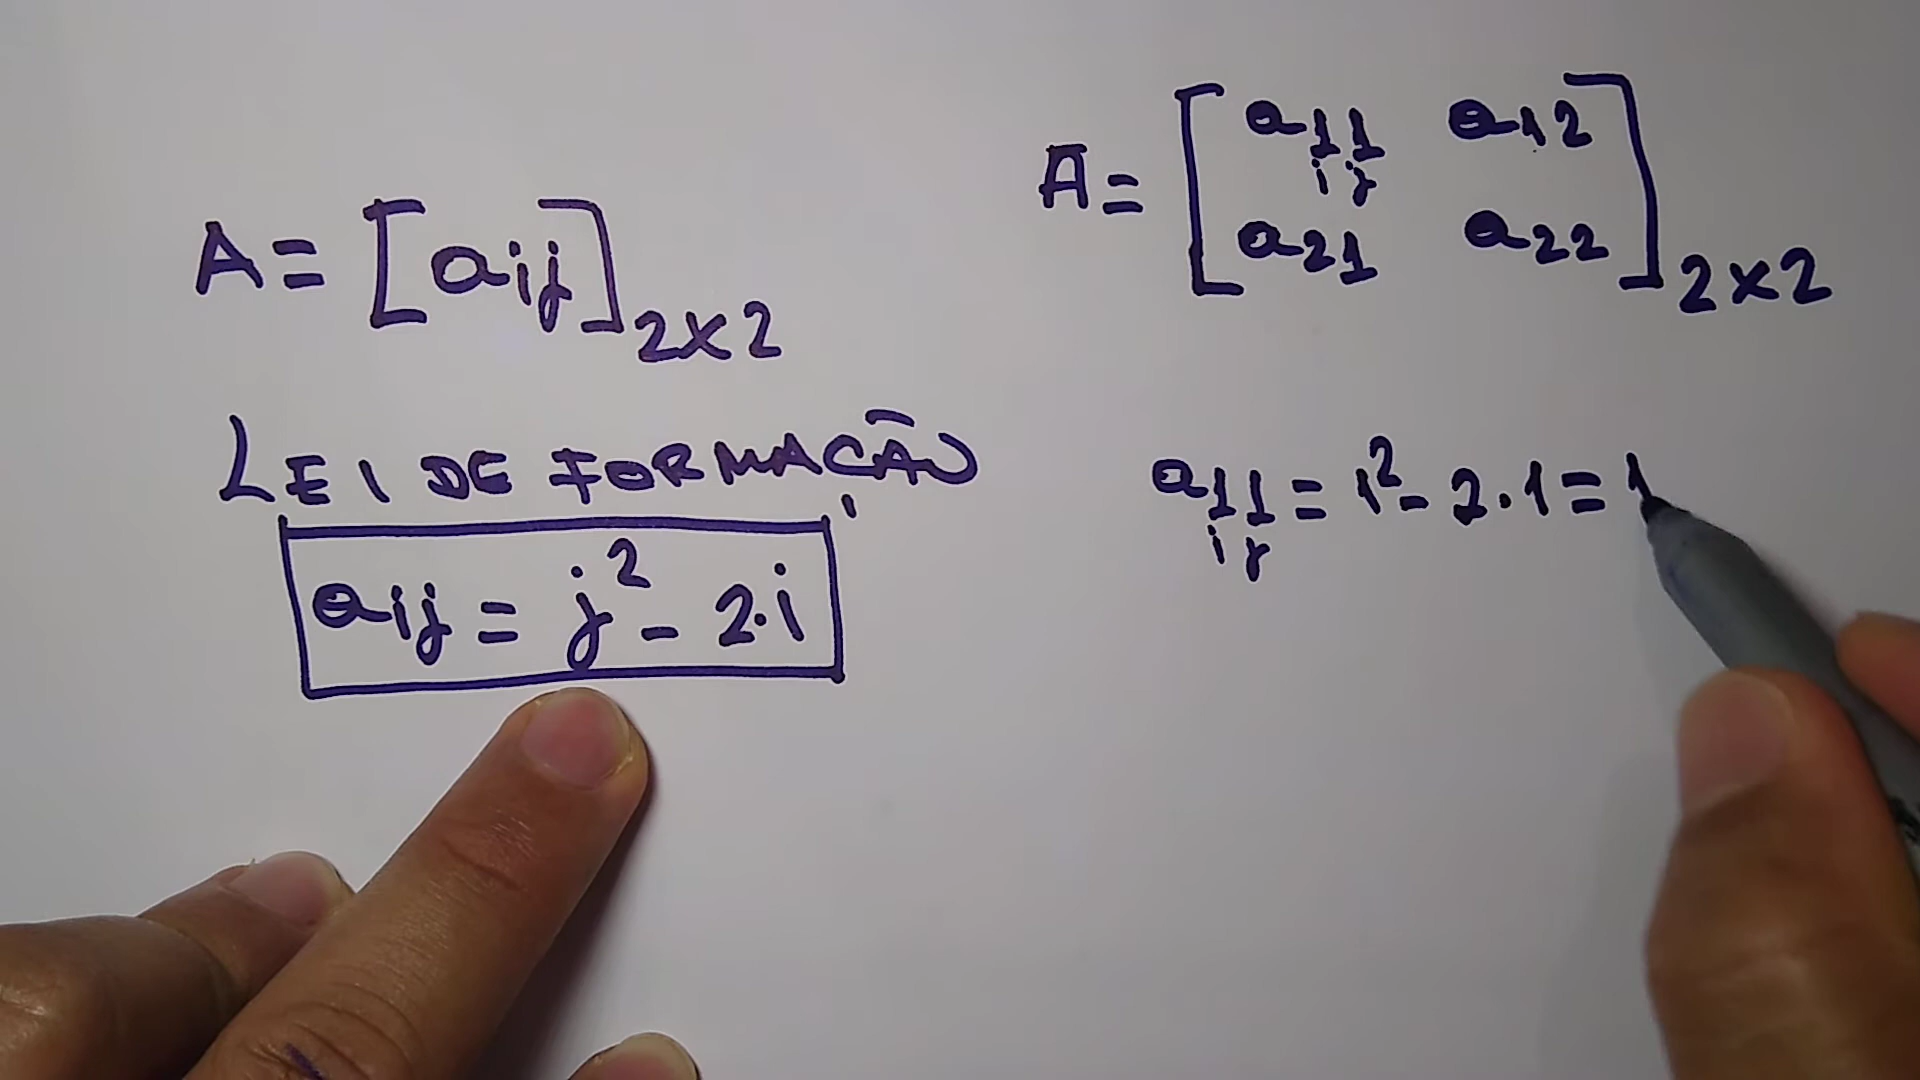 A = [aij]2x2
LEI DE FORMAÇÃO
aij = j² - 2.i
A = [a11 a12
i j
a21 a22]2x2
a11 = 1² - 2.1 = 1
i j